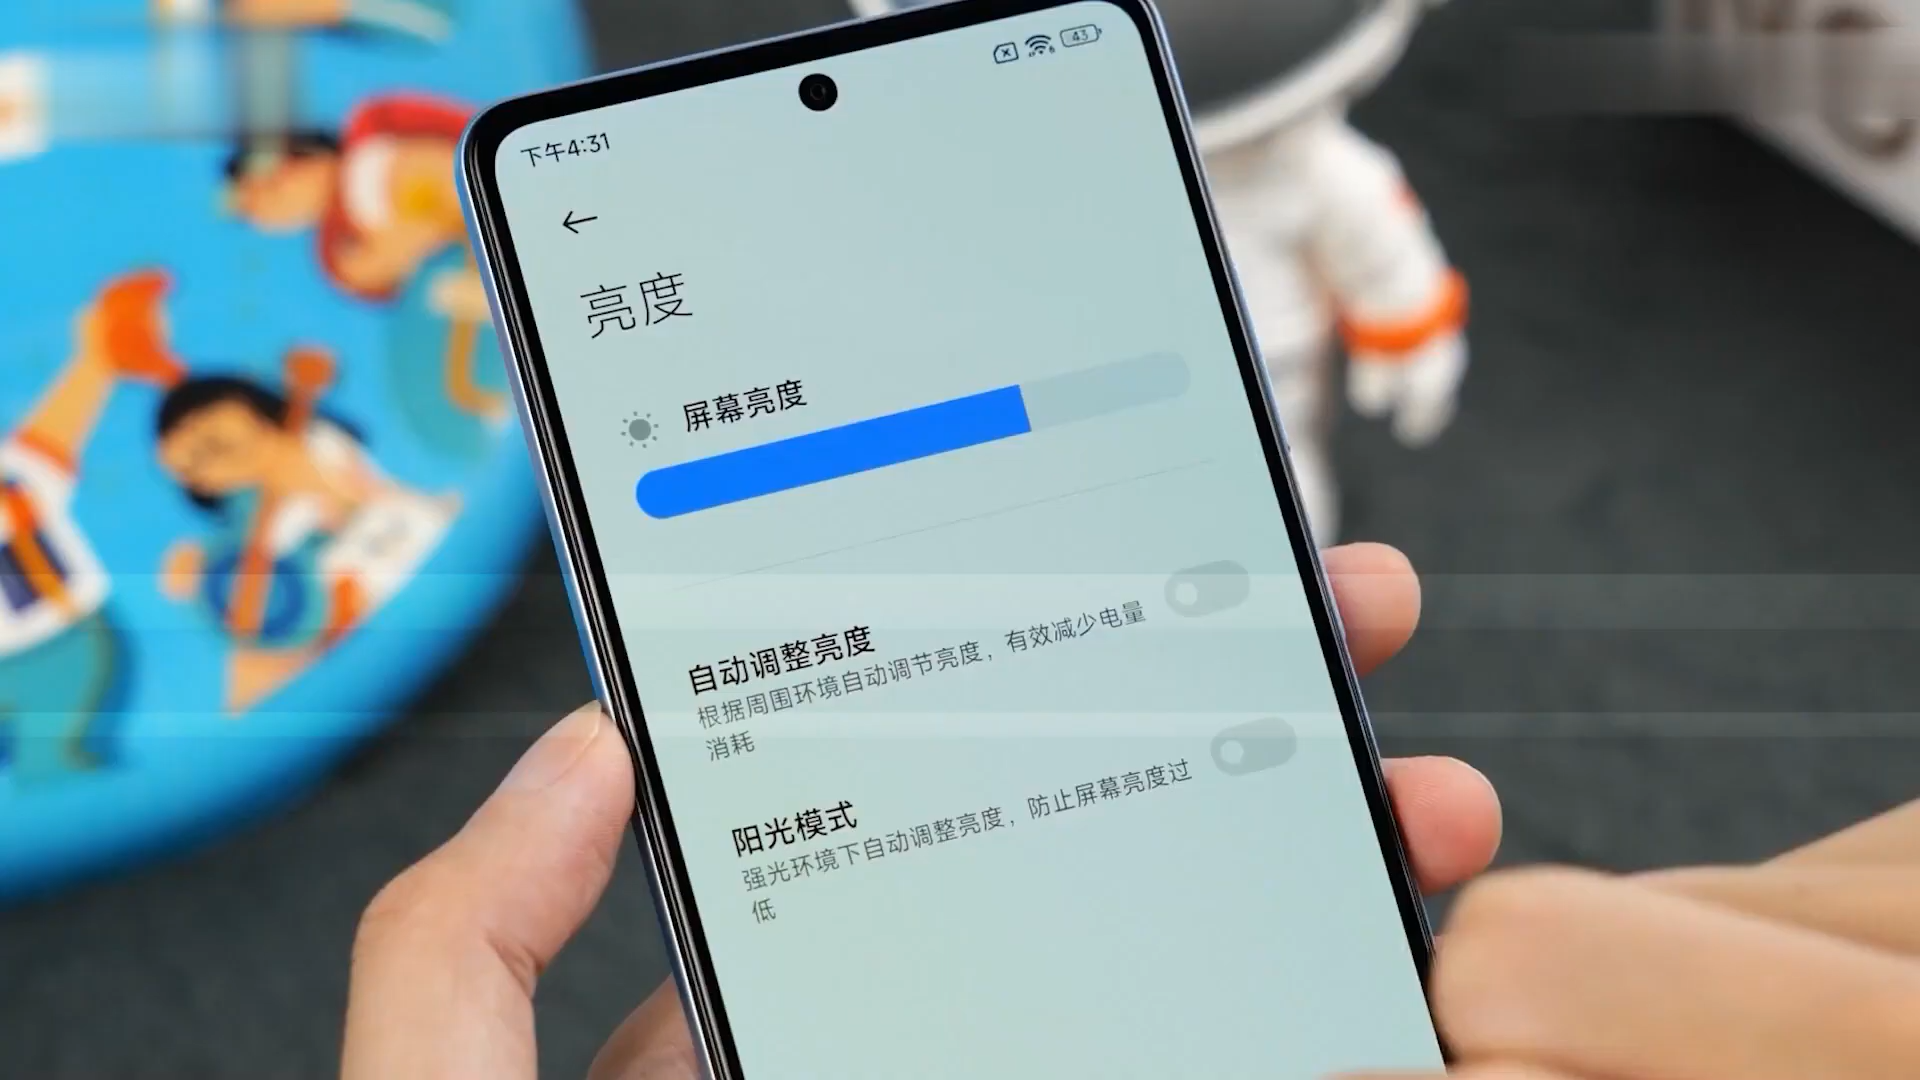 下午4:31
43
亮度
屏幕亮度
自动调整亮度
根据周围环境自动调节亮度，有效减少电量
消耗
阳光模式
强光环境下自动调整亮度，防止屏幕亮度过
低